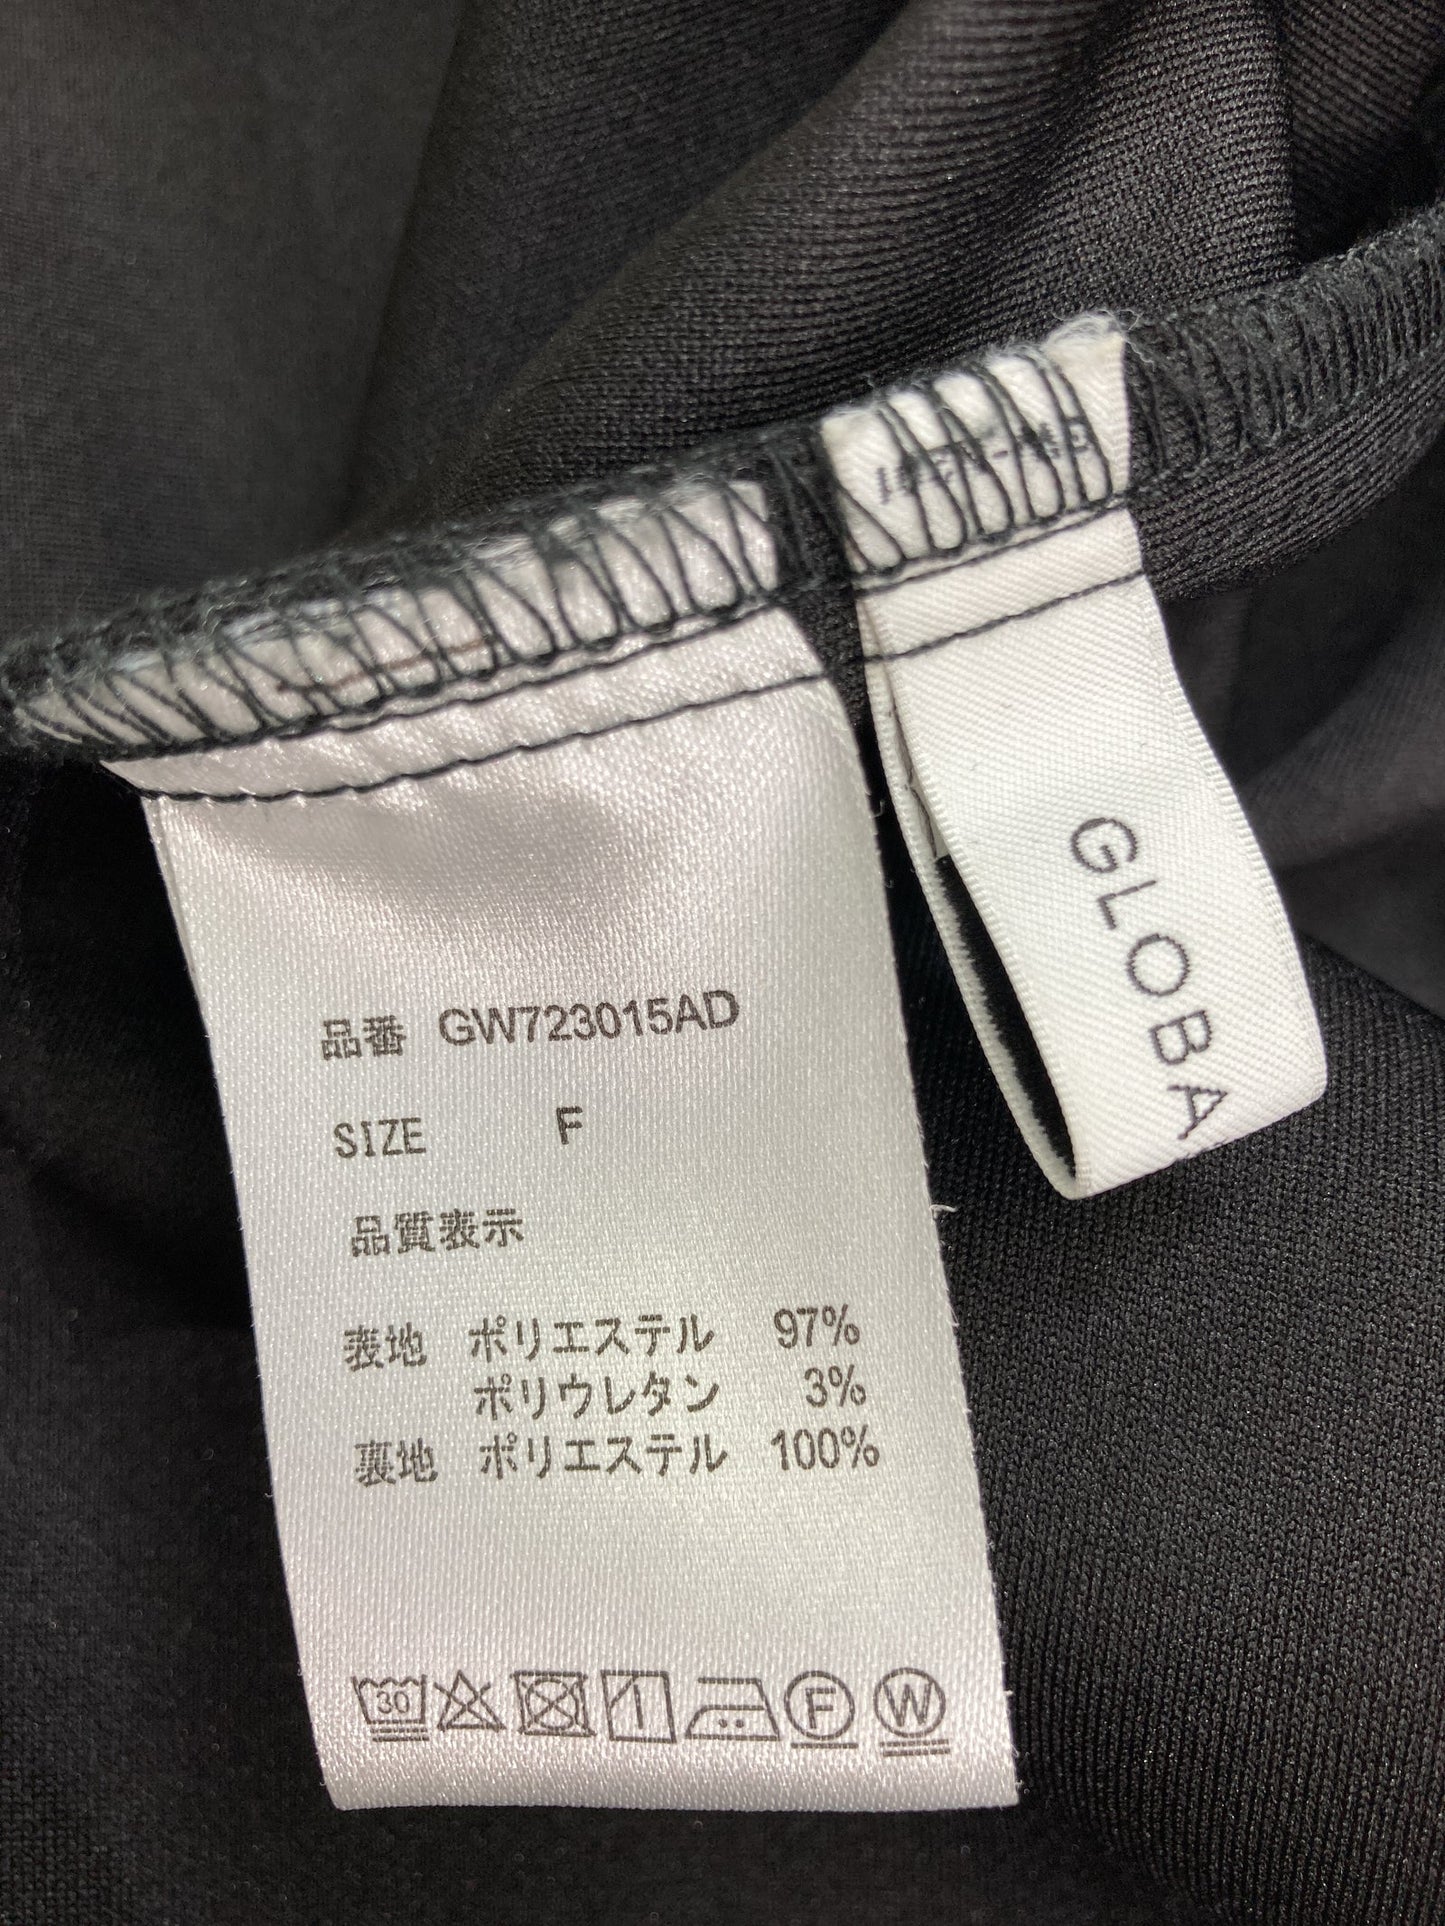 品番 GW723015AD
SIZE F
品質表示
表地 ポリエステル 97%
ポリウレタン 3%
裏地 ポリエステル 100%
30 F W
GLOBA